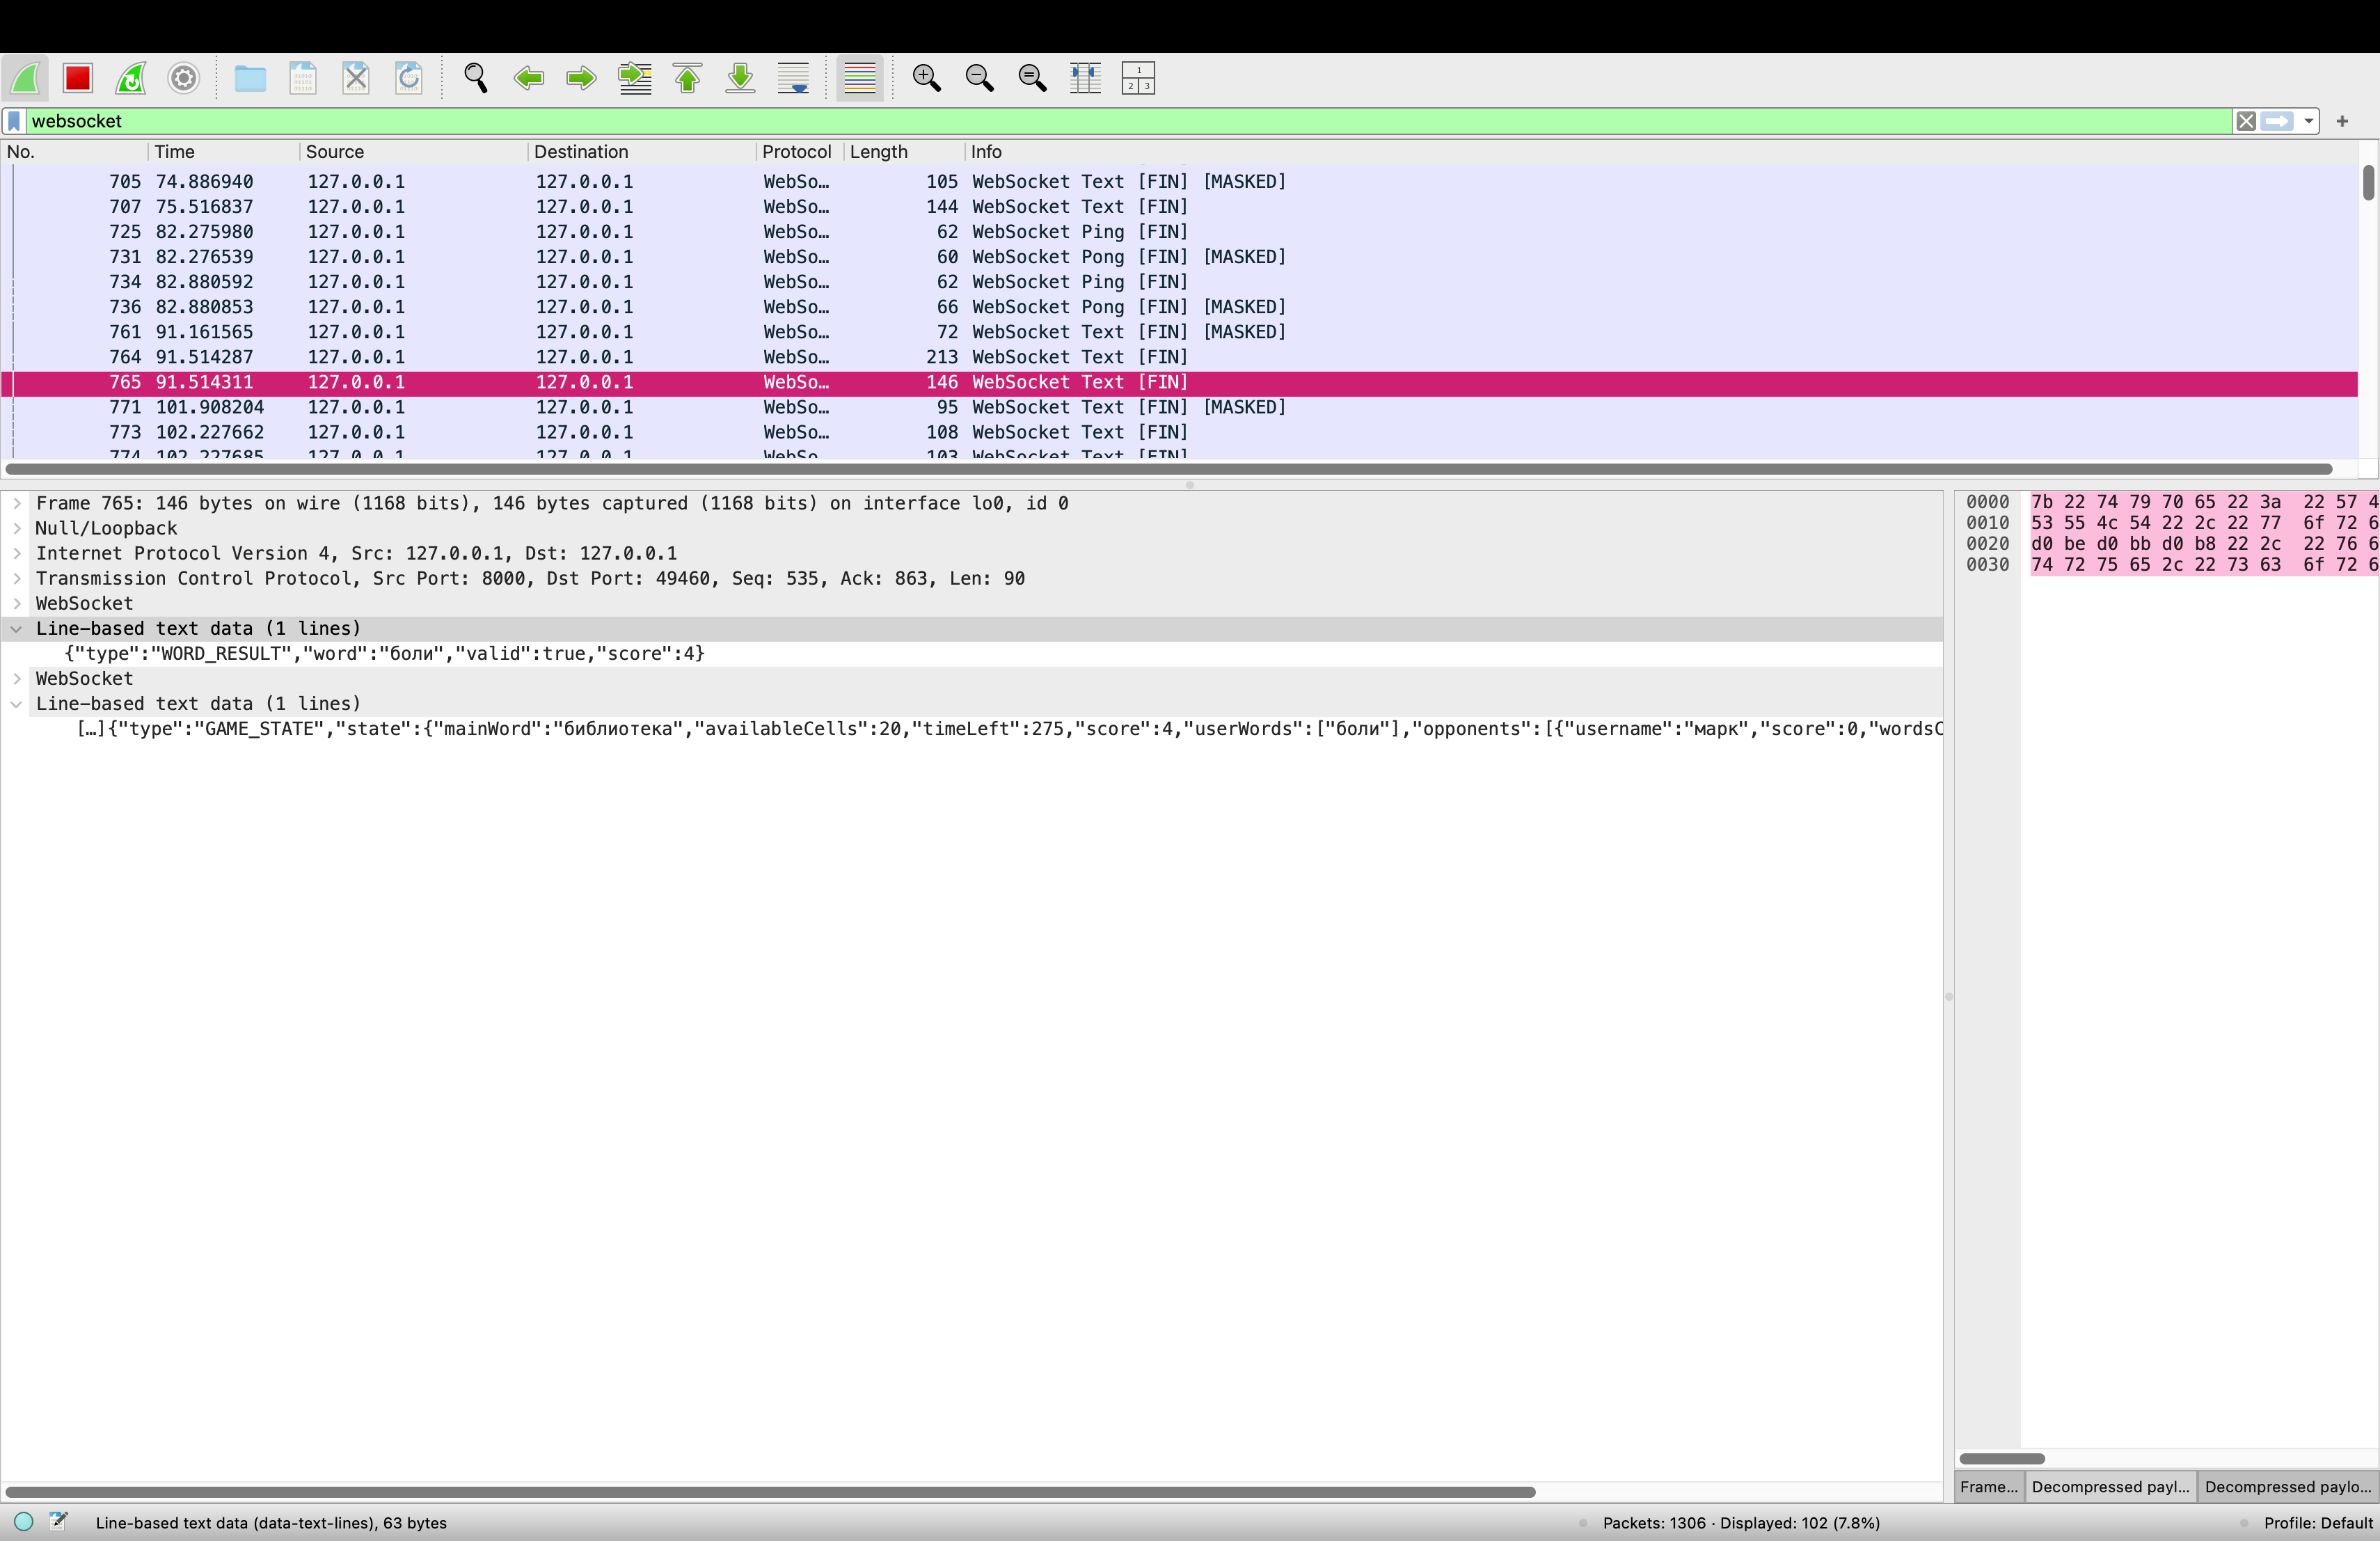 websocket
No. Time Source Destination Protocol Length Info
705 74.886940 127.0.0.1 127.0.0.1 WebSo… 105 WebSocket Text [FIN] [MASKED]
707 75.516837 127.0.0.1 127.0.0.1 WebSo… 144 WebSocket Text [FIN]
725 82.275980 127.0.0.1 127.0.0.1 WebSo… 62 WebSocket Ping [FIN]
731 82.276539 127.0.0.1 127.0.0.1 WebSo… 60 WebSocket Pong [FIN] [MASKED]
734 82.880592 127.0.0.1 127.0.0.1 WebSo… 62 WebSocket Ping [FIN]
736 82.880853 127.0.0.1 127.0.0.1 WebSo… 66 WebSocket Pong [FIN] [MASKED]
761 91.161565 127.0.0.1 127.0.0.1 WebSo… 72 WebSocket Text [FIN] [MASKED]
764 91.514287 127.0.0.1 127.0.0.1 WebSo… 213 WebSocket Text [FIN]
765 91.514311 127.0.0.1 127.0.0.1 WebSo… 146 WebSocket Text [FIN]
771 101.908204 127.0.0.1 127.0.0.1 WebSo… 95 WebSocket Text [FIN] [MASKED]
773 102.227662 127.0.0.1 127.0.0.1 WebSo… 108 WebSocket Text [FIN]
774 102.227685 127.0.0.1 127.0.0.1 WebSo 103 WebSocket Text [FIN]
Frame 765: 146 bytes on wire (1168 bits), 146 bytes captured (1168 bits) on interface lo0, id 0
Null/Loopback
Internet Protocol Version 4, Src: 127.0.0.1, Dst: 127.0.0.1
Transmission Control Protocol, Src Port: 8000, Dst Port: 49460, Seq: 535, Ack: 863, Len: 90
WebSocket
Line-based text data (1 lines)
{"type":"WORD_RESULT","word":"боли","valid":true,"score":4}
WebSocket
Line-based text data (1 lines)
[…]{"type":"GAME_STATE","state":{"mainWord":"библиотека","availableCells":20,"timeLeft":275,"score":4,"userWords":["боли"],"opponents":[{"username":"марк","score":0,"wordsC
0000 7b 22 74 79 70 65 22 3a 22 57 4
0010 53 55 4c 54 22 2c 22 77 6f 72 6
0020 d0 be d0 bb d0 b8 22 2c 22 76 6
0030 74 72 75 65 2c 22 73 63 6f 72 6
Frame... Decompressed payl... Decompressed paylo...
Line-based text data (data-text-lines), 63 bytes Packets: 1306 · Displayed: 102 (7.8%) Profile: Default